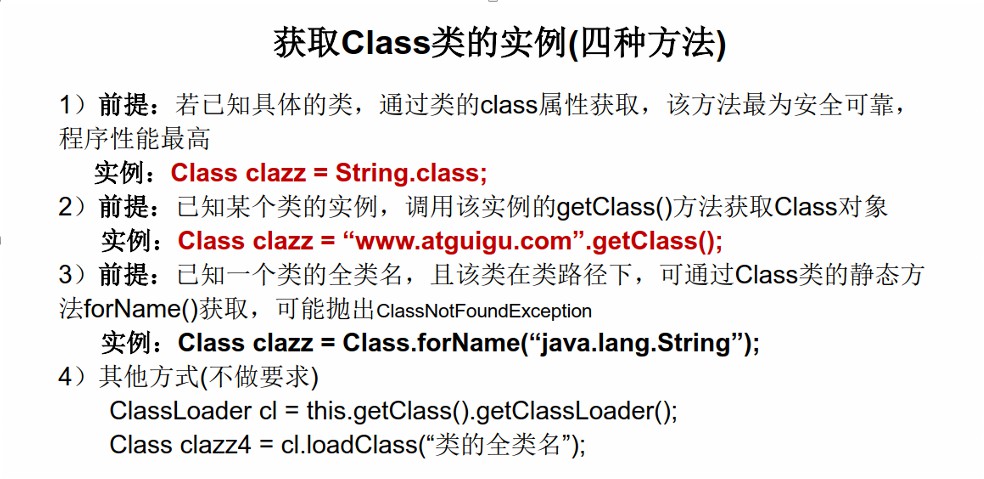 获取Class类的实例(四种方法)
1）前提：若已知具体的类，通过类的class属性获取，该方法最为安全可靠，
程序性能最高
实例：Class clazz = String.class;
2）前提：已知某个类的实例，调用该实例的getClass()方法获取Class对象
实例：Class clazz = “www.atguigu.com”.getClass();
3）前提：已知一个类的全类名，且该类在类路径下，可通过Class类的静态方
法forName()获取，可能抛出ClassNotFoundException
实例：Class clazz = Class.forName(“java.lang.String”);
4）其他方式(不做要求)
ClassLoader cl = this.getClass().getClassLoader();
Class clazz4 = cl.loadClass(“类的全类名”);